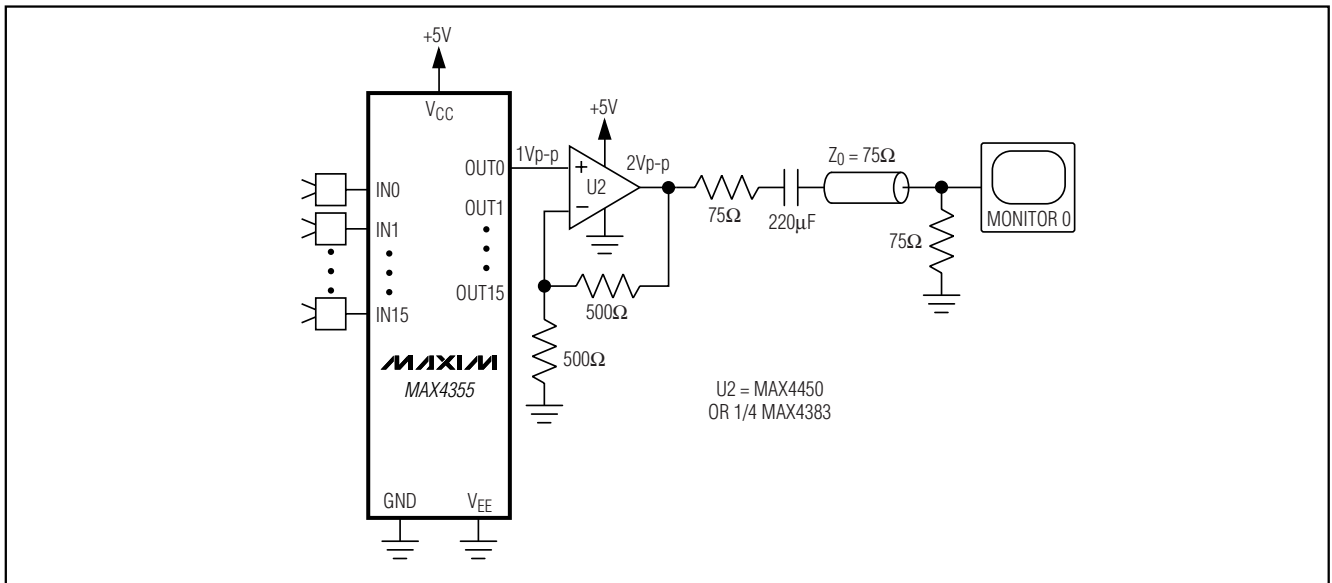 +5V
VCC
+5V
OUT0
1Vp-p
+
U2
−
2Vp-p
Z0 = 75Ω
75Ω
220µF
75Ω
MONITOR 0
IN0
IN1
IN15
OUT1
OUT15
500Ω
500Ω
MAXIM
MAX4355
U2 = MAX4450
OR 1/4 MAX4383
GND
VEE